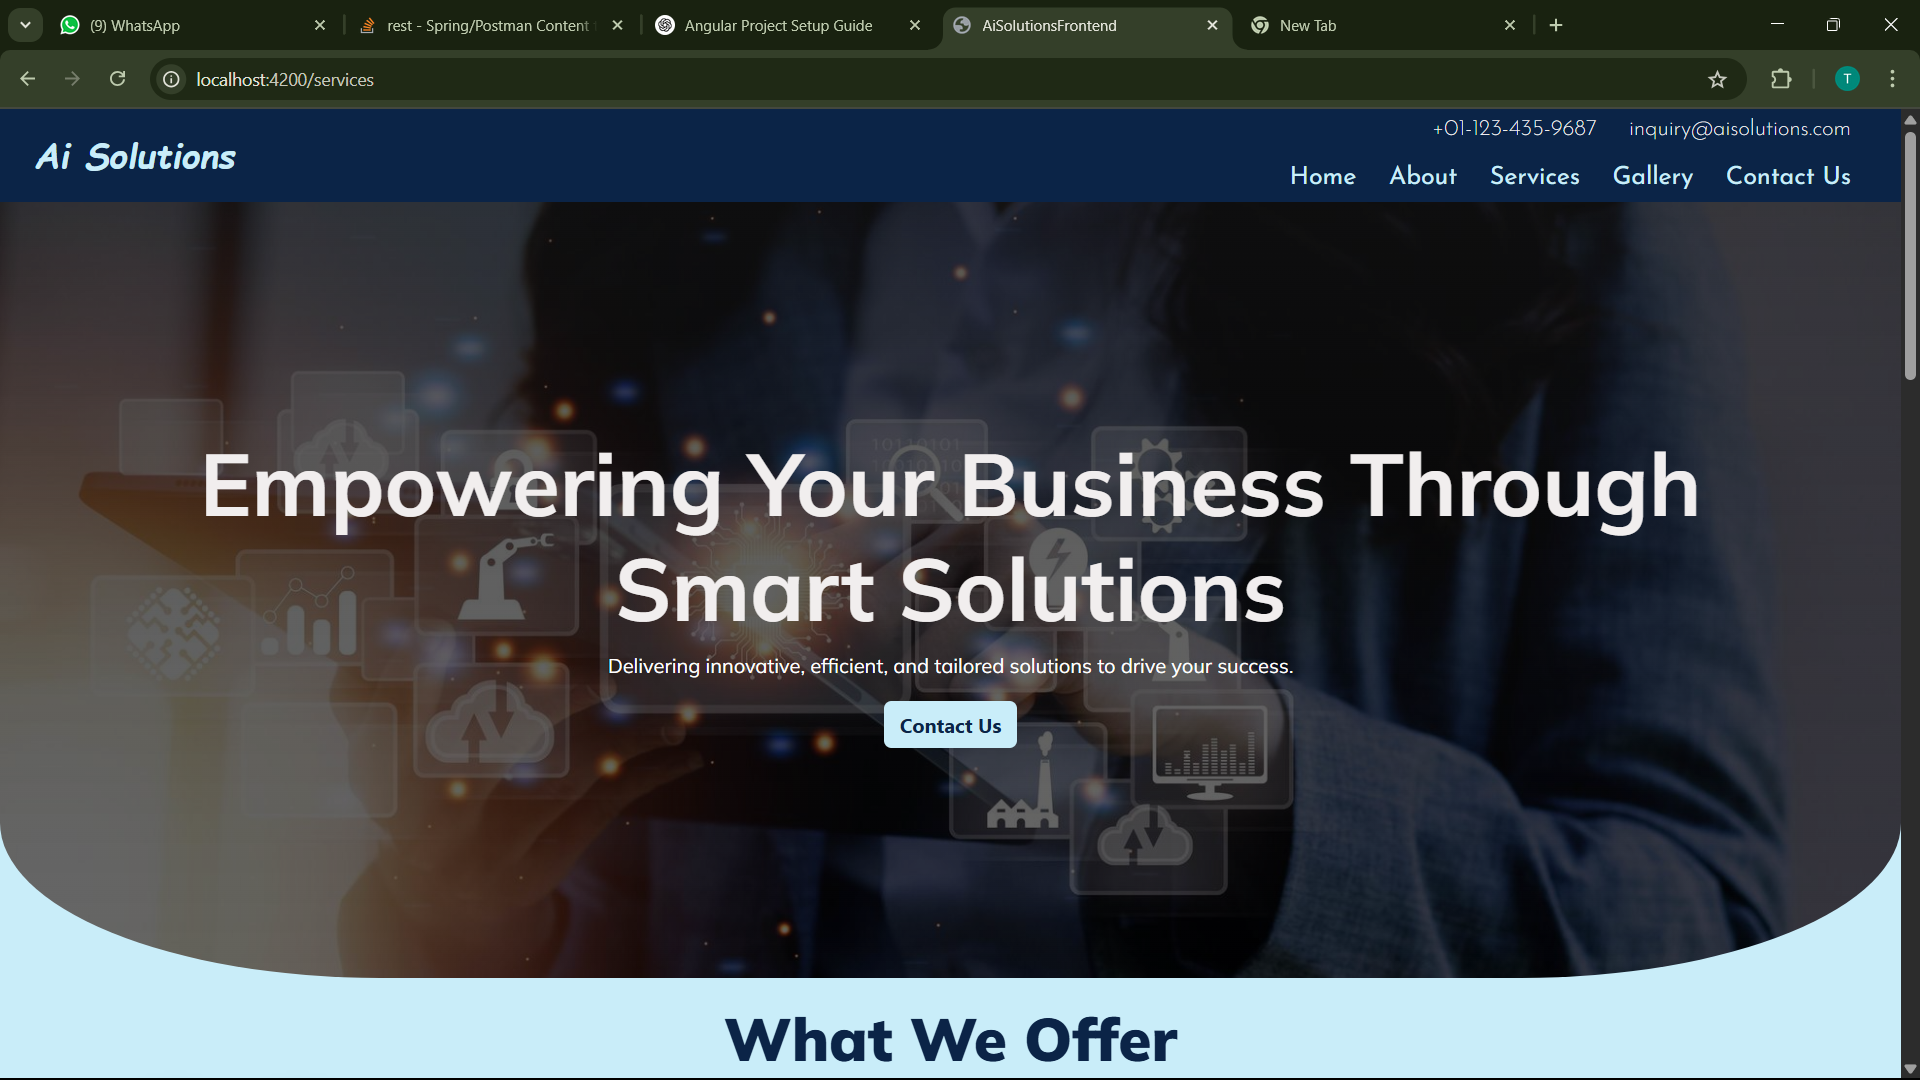 (9) WhatsApp
rest - Spring/Postman Content
Angular Project Setup Guide
AiSolutionsFrontend
New Tab
localhost:4200/services
T
+01-123-435-9687 inquiry@aisolutions.com
Ai Solutions
Home About Services Gallery Contact Us
10110101
Empowering Your Business Through
Smart Solutions
Delivering innovative, efficient, and tailored solutions to drive your success.
Contact Us
What We Offer